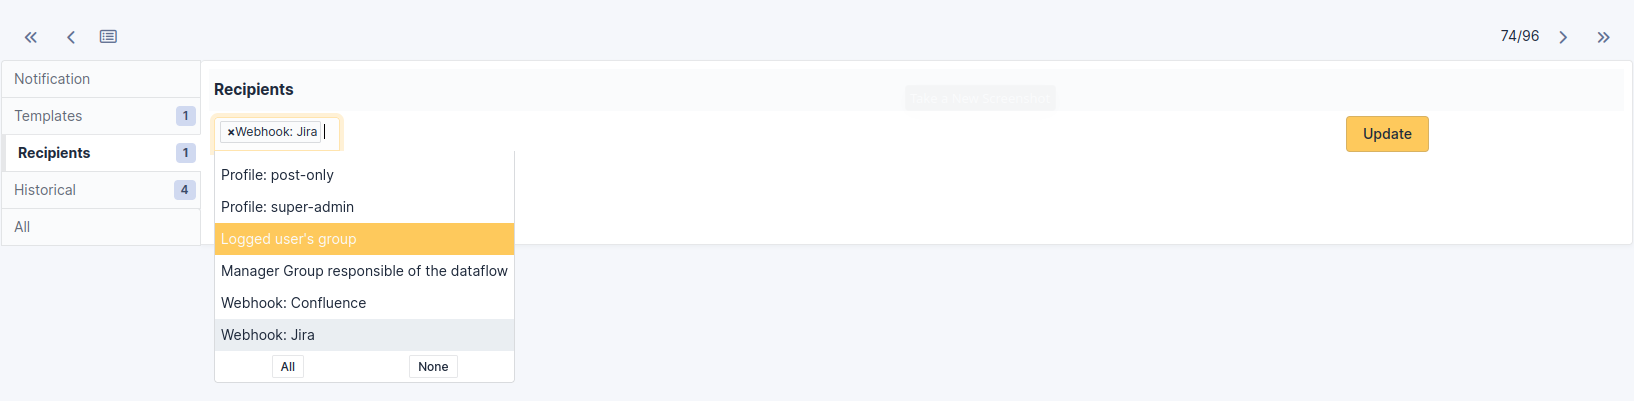 74/96
Notification
Templates 1
Recipients 1
Historical 4
All
Recipients
×Webhook: Jira
Update
Profile: post-only
Profile: super-admin
Logged user's group
Manager Group responsible of the dataflow
Webhook: Confluence
Webhook: Jira
All None